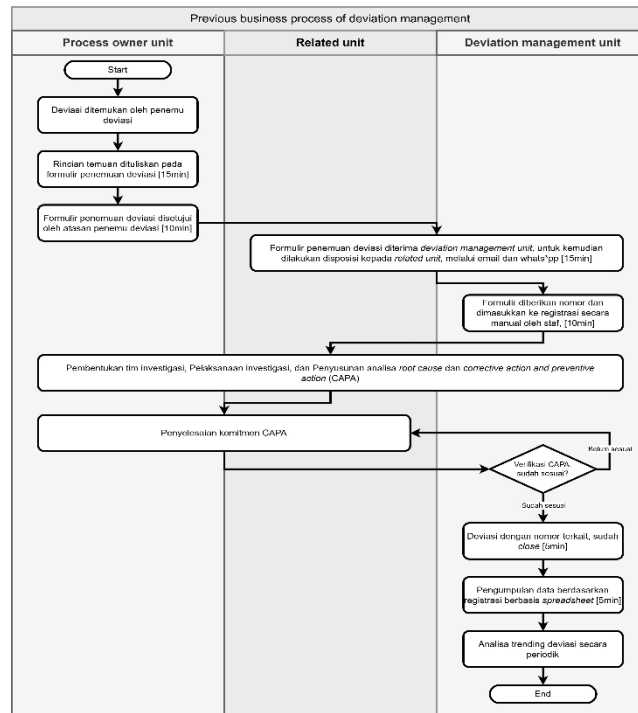 Previous business process of deviation management
Process owner unit
Related unit
Deviation management unit
Start
Deviasi ditemukan oleh penemu
deviasi
Rincian temuan dituliskan pada
formulir penemuan deviasi [15min]
Formulir penemuan deviasi disetujui
oleh atasan penemu deviasi [10min]
Formulir penemuan deviasi diterima deviation management unit, untuk kemudian
dilakukan disposisi kepada related unit, melalui email dan whats*pp [15min]
Formulir diberikan nomor dan
dimasukkan ke registrasi secara
manual oleh staf, [10min]
Pembentukan tim investigasi, Pelaksanaan investigasi, dan Penyusunan analisa root cause dan corrective action and preventive
action (CAPA)
Penyelesaian komitmen CAPA
Belum sesuai
Verifikasi CAPA,
sudah sesuai?
Sudah sesuai
Deviasi dengan nomor terkait, sudah
close [5min]
Pengumpulan data berdasarkan
registrasi berbasis spreadsheet [5min]
Analisa trending deviasi secara
periodik
End